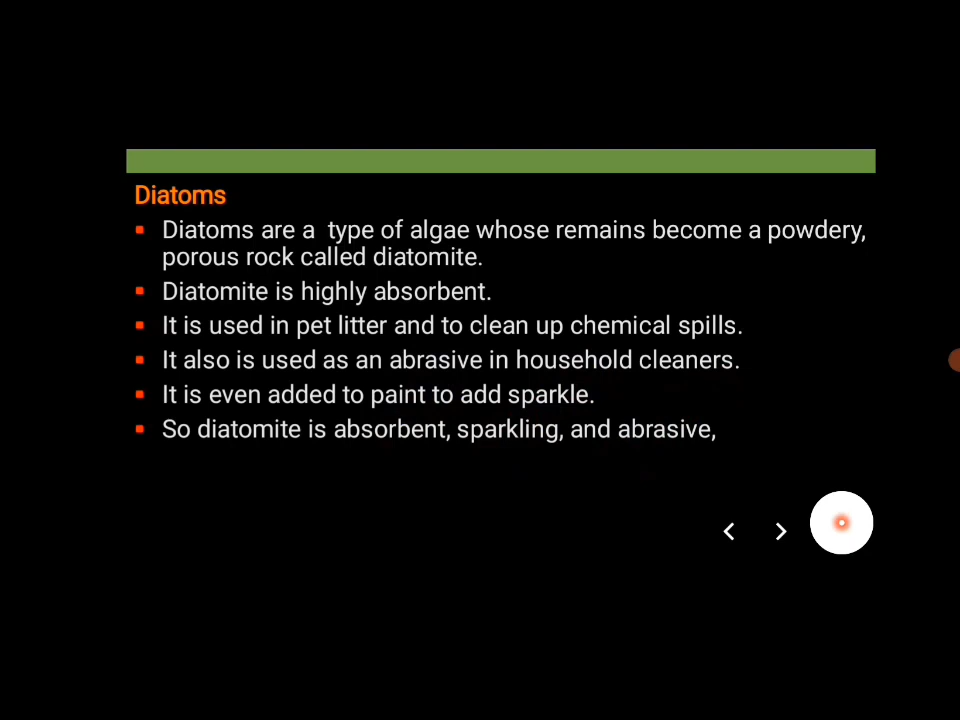 Diatoms
▪ Diatoms are a  type of algae whose remains become a powdery,
porous rock called diatomite.
▪ Diatomite is highly absorbent.
▪ It is used in pet litter and to clean up chemical spills.
▪ It also is used as an abrasive in household cleaners.
▪ It is even added to paint to add sparkle.
▪ So diatomite is absorbent, sparkling, and abrasive,